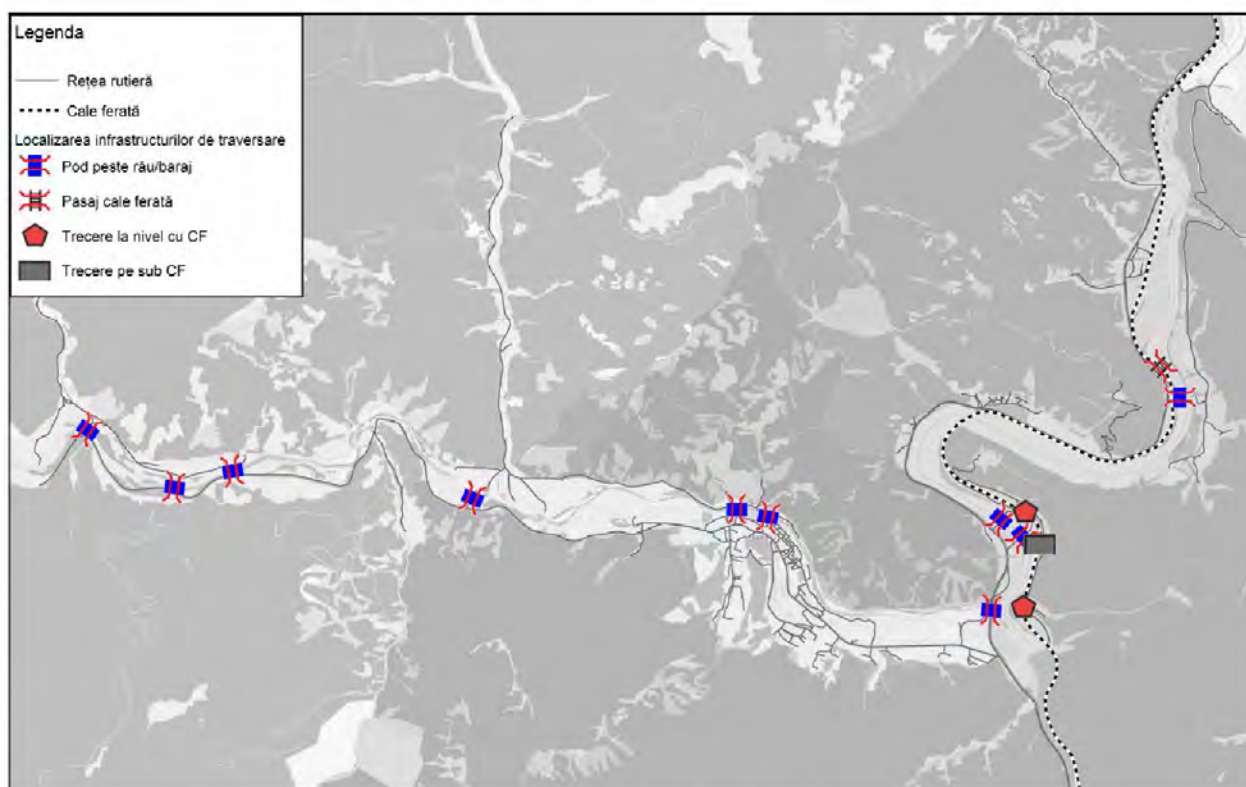 Legenda
Rețea rutieră
Cale ferată
Localizarea infrastructurilor de traversare
Pod peste râu/baraj
Pasaj cale ferată
Trecere la nivel cu CF
Trecere pe sub CF